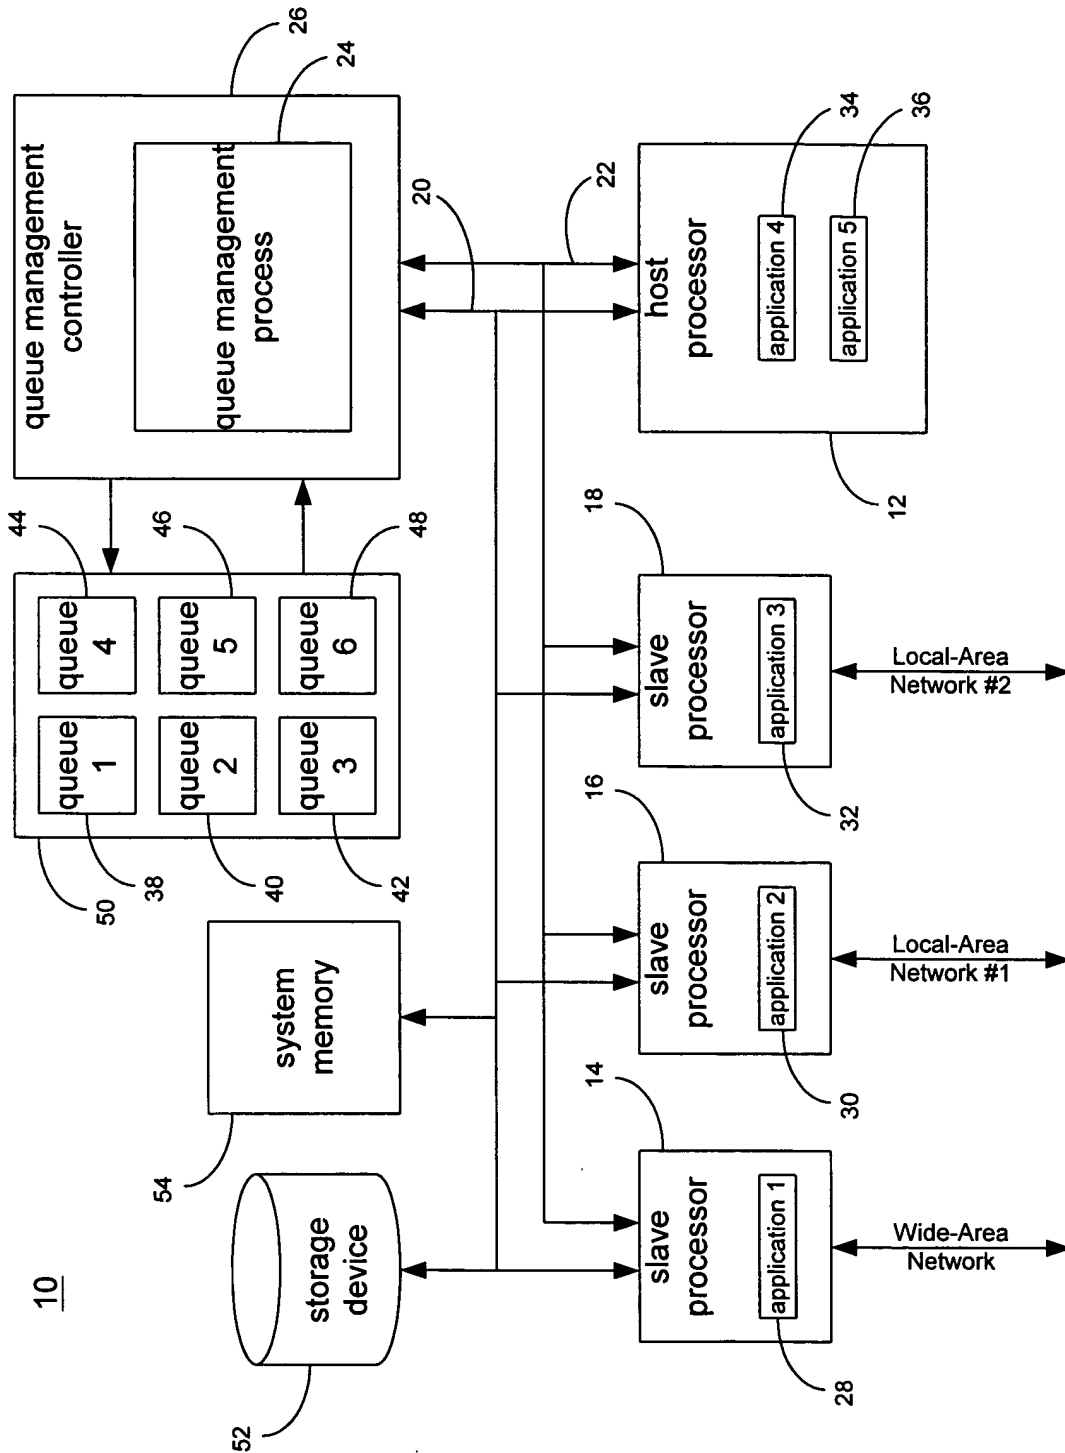 10
52
storage
device
54
system
memory
50
38
queue
1
40
queue
2
42
queue
3
44
queue
4
46
queue
5
48
queue
6
queue management
controller
26
queue management
process
24
20
22
14
slave
processor
application 1
28
Wide-Area
Network
16
slave
processor
application 2
30
Local-Area
Network #1
18
slave
processor
application 3
32
Local-Area
Network #2
12
host
processor
application 4
34
application 5
36